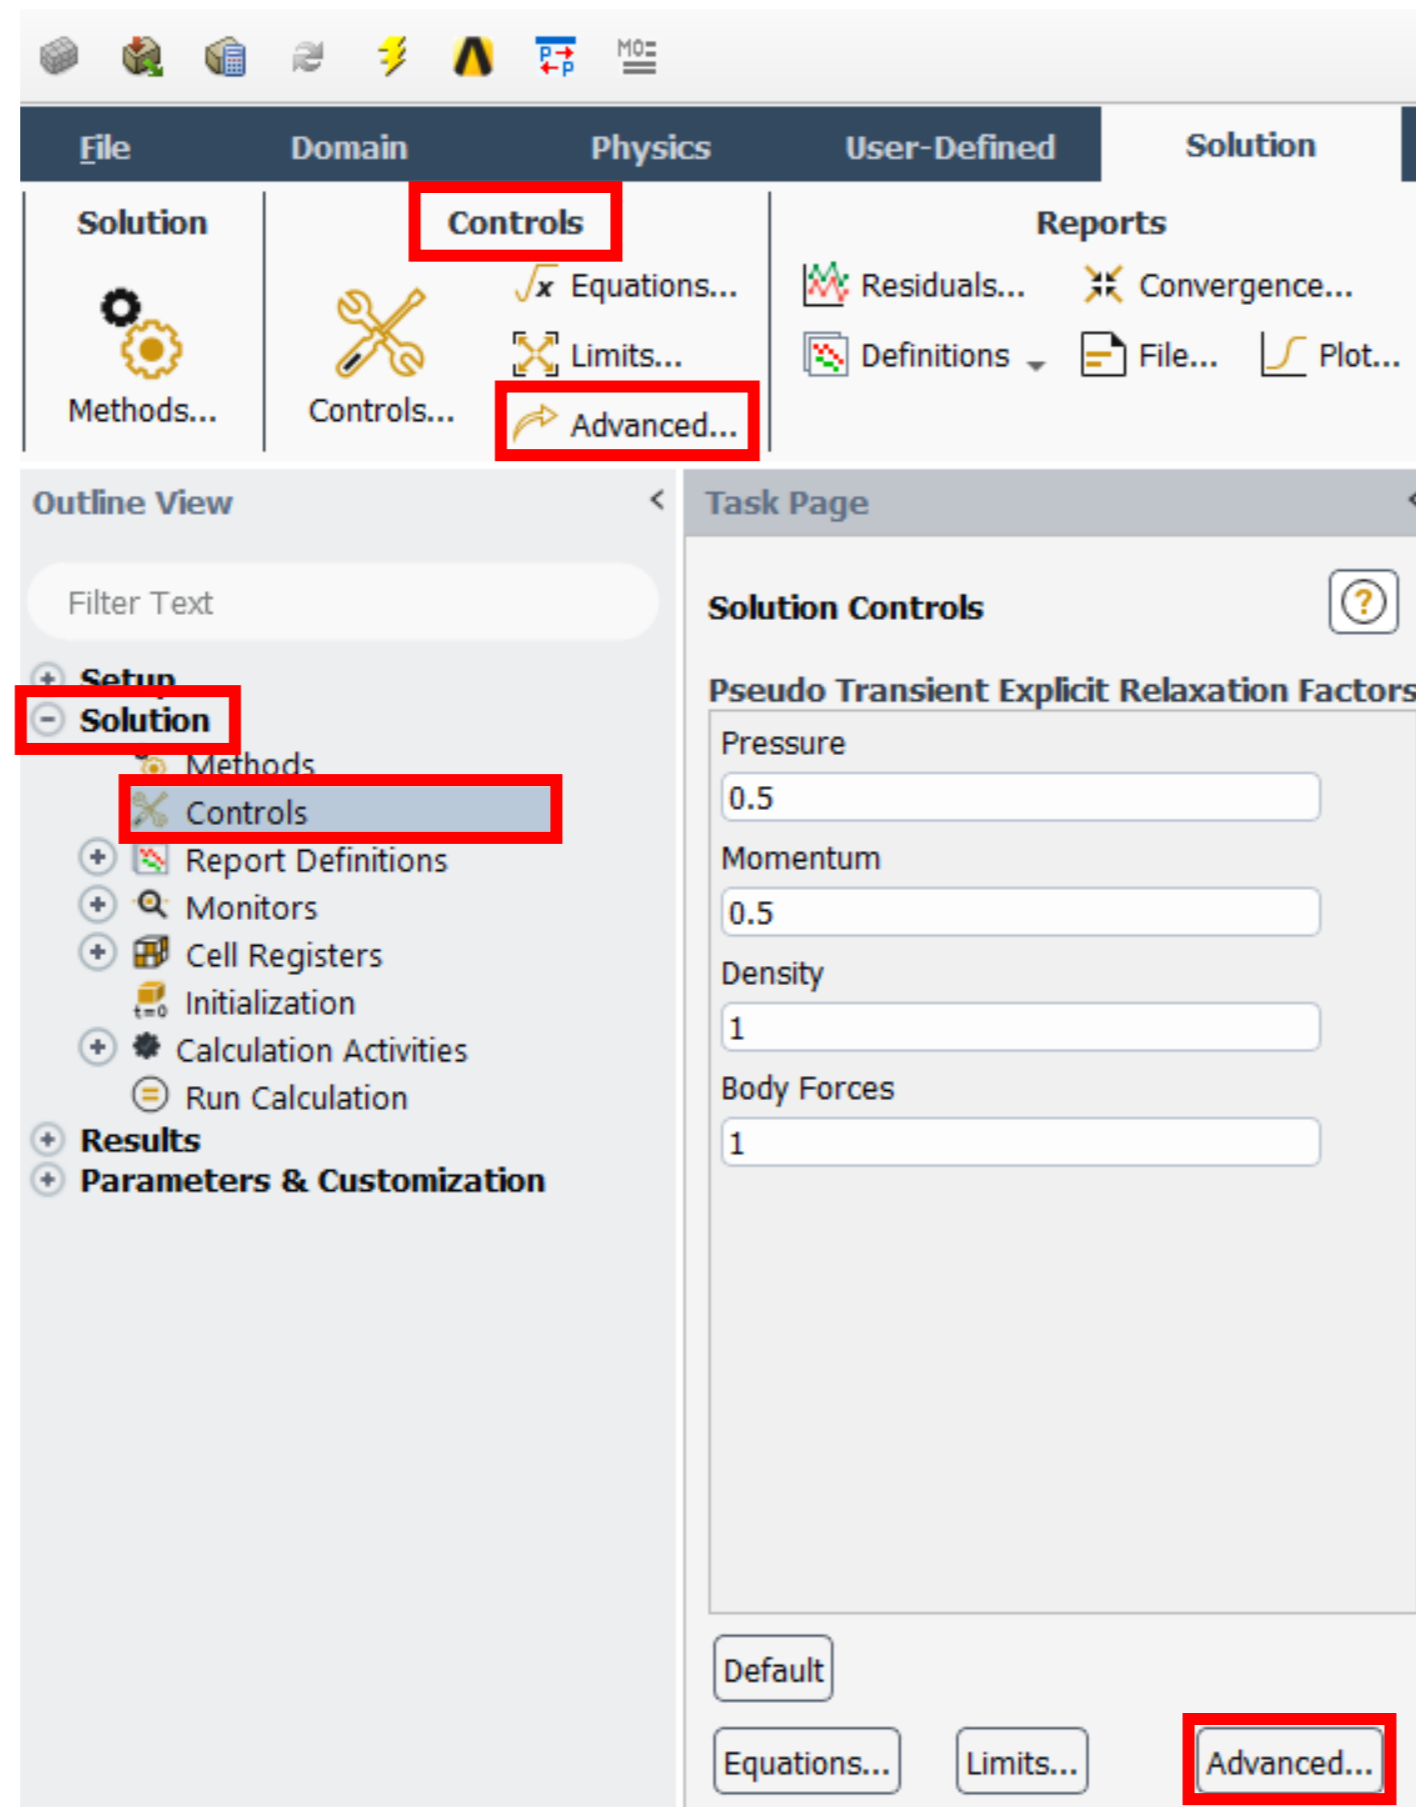 MO=
P
P
File Domain Physics User-Defined Solution
Solution Controls Reports
Methods...
Controls...
x Equations...
Limits...
Advanced...
Residuals... Convergence...
Definitions File... Plot...
Outline View <
Filter Text
Setup
Solution
Methods
Controls
Report Definitions
Monitors
Cell Registers
t=0 Initialization
Calculation Activities
Run Calculation
Results
Parameters & Customization
Task Page <
Solution Controls ?
Pseudo Transient Explicit Relaxation Factors
Pressure
0.5
Momentum
0.5
Density
1
Body Forces
1
Default
Equations... Limits... Advanced...